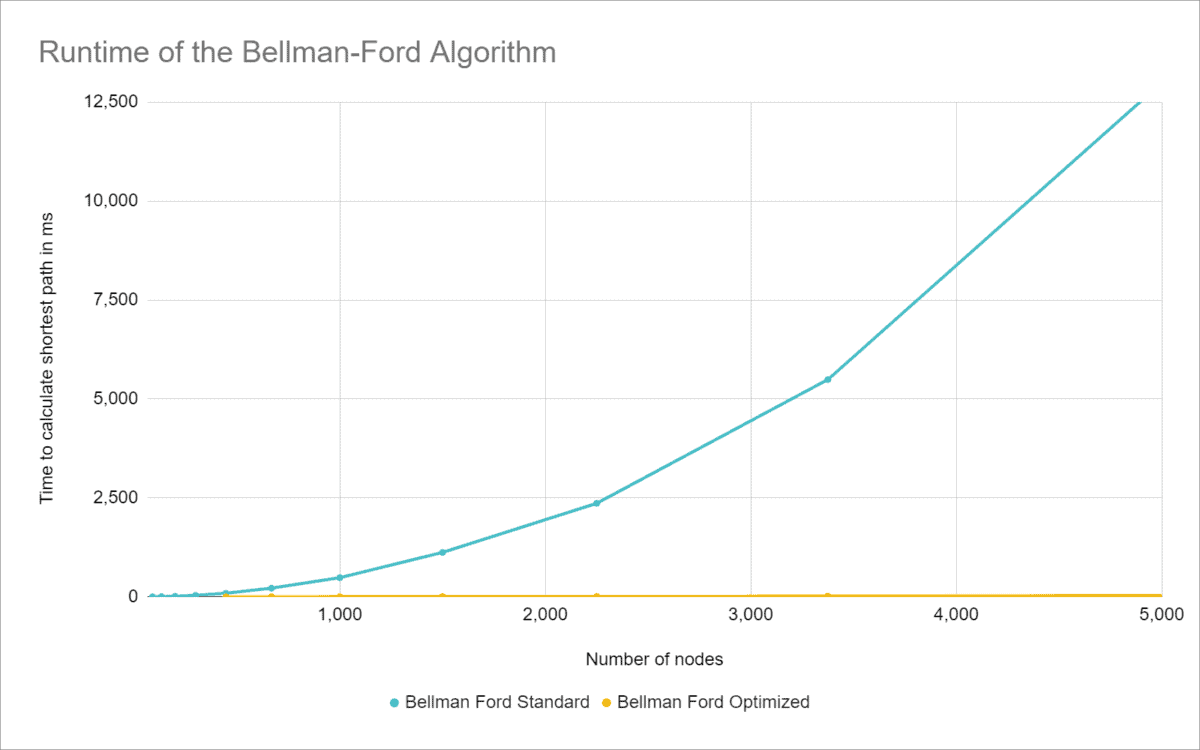 Runtime of the Bellman-Ford Algorithm
Time to calculate shortest path in ms
12,500
10,000
7,500
5,000
2,500
0
1,000 2,000 3,000 4,000 5,000
Number of nodes
Bellman Ford Standard Bellman Ford Optimized